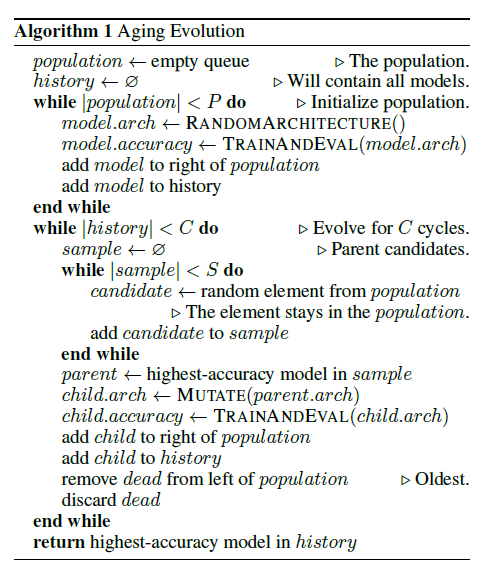 Algorithm 1 Aging Evolution
population ← empty queue ▷ The population.
history ← ∅ ▷ Will contain all models.
while |population| < P do ▷ Initialize population.
model.arch ← RANDOMARCHITECTURE()
model.accuracy ← TRAINANDEVAL(model.arch)
add model to right of population
add model to history
end while
while |history| < C do ▷ Evolve for C cycles.
sample ← ∅ ▷ Parent candidates.
while |sample| < S do
candidate ← random element from population
▷ The element stays in the population.
add candidate to sample
end while
parent ← highest-accuracy model in sample
child.arch ← MUTATE(parent.arch)
child.accuracy ← TRAINANDEVAL(child.arch)
add child to right of population
add child to history
remove dead from left of population ▷ Oldest.
discard dead
end while
return highest-accuracy model in history